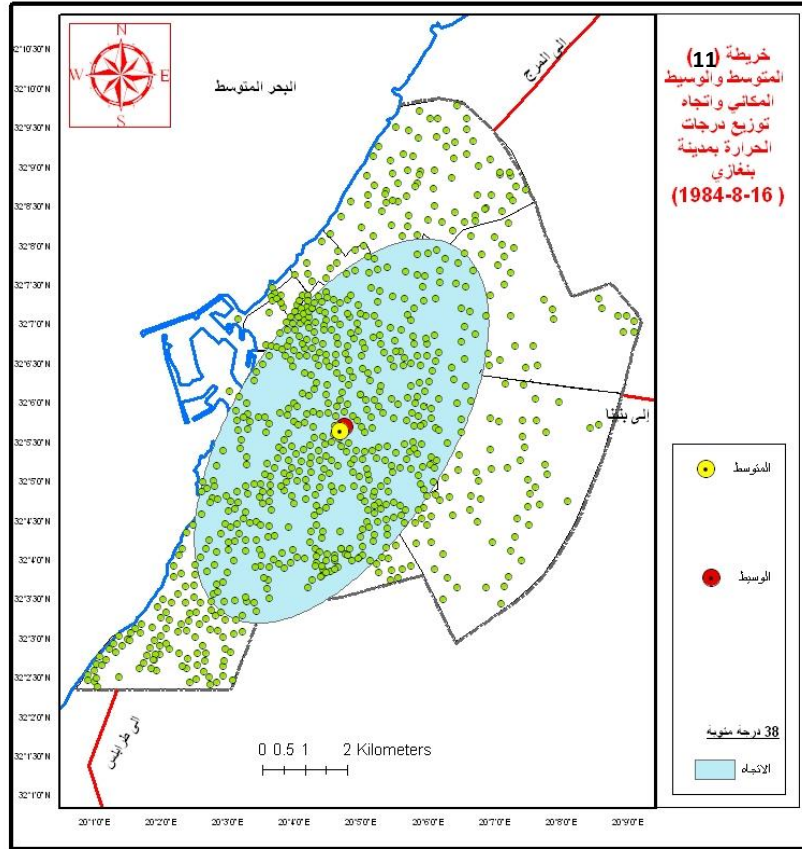 خريطة (11)
المتوسط والوسيط
المكاني واتجاه
توزيع درجات
الحرارة بمدينة
بنغازي
(1984-8-16 )
N
W
E
S
البحر المتوسط
الى المرج
إلى بنينا
الى طرابلس
0 0.5 1 2 Kilometers
المتوسط
الوسيط
38 درجة مئوية
الاتجاه
32°10'30"N
32°10'0"N
32°9'30"N
32°9'0"N
32°8'30"N
32°8'0"N
32°7'30"N
32°7'0"N
32°6'30"N
32°6'0"N
32°5'30"N
32°5'0"N
32°4'30"N
32°4'0"N
32°3'30"N
32°3'0"N
32°2'30"N
32°2'0"N
32°1'30"N
32°1'0"N
20°1'0"E 20°2'0"E 20°3'0"E 20°4'0"E 20°5'0"E 20°6'0"E 20°7'0"E 20°8'0"E 20°9'0"E